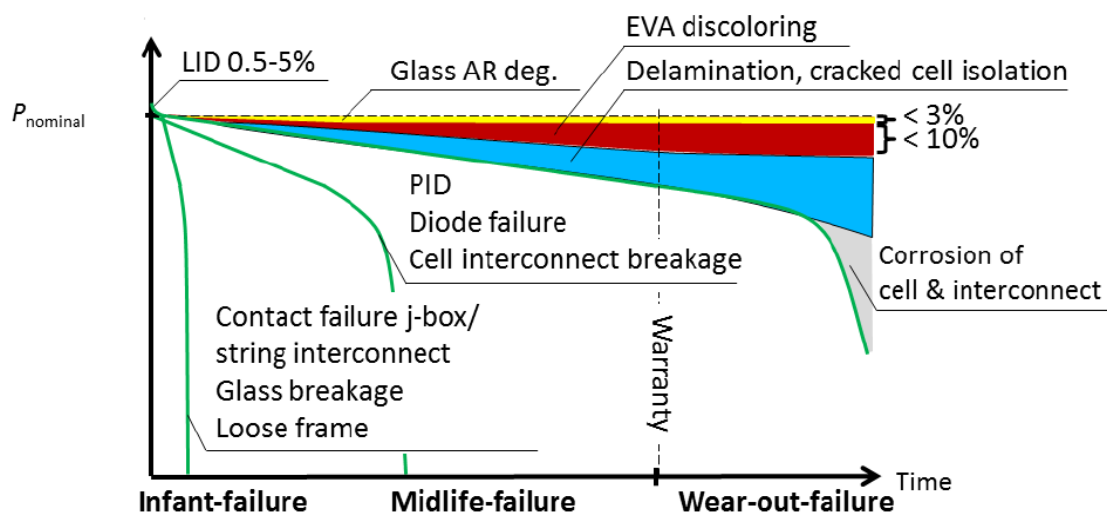 EVA discoloring
LID 0.5-5%
Glass AR deg.
Delamination, cracked cell isolation
Pnominal
< 3%
< 10%
PID
Diode failure
Cell interconnect breakage
Corrosion of
cell & interconnect
Contact failure j-box/
string interconnect
Glass breakage
Loose frame
Warranty
Time
Infant-failure
Midlife-failure
Wear-out-failure